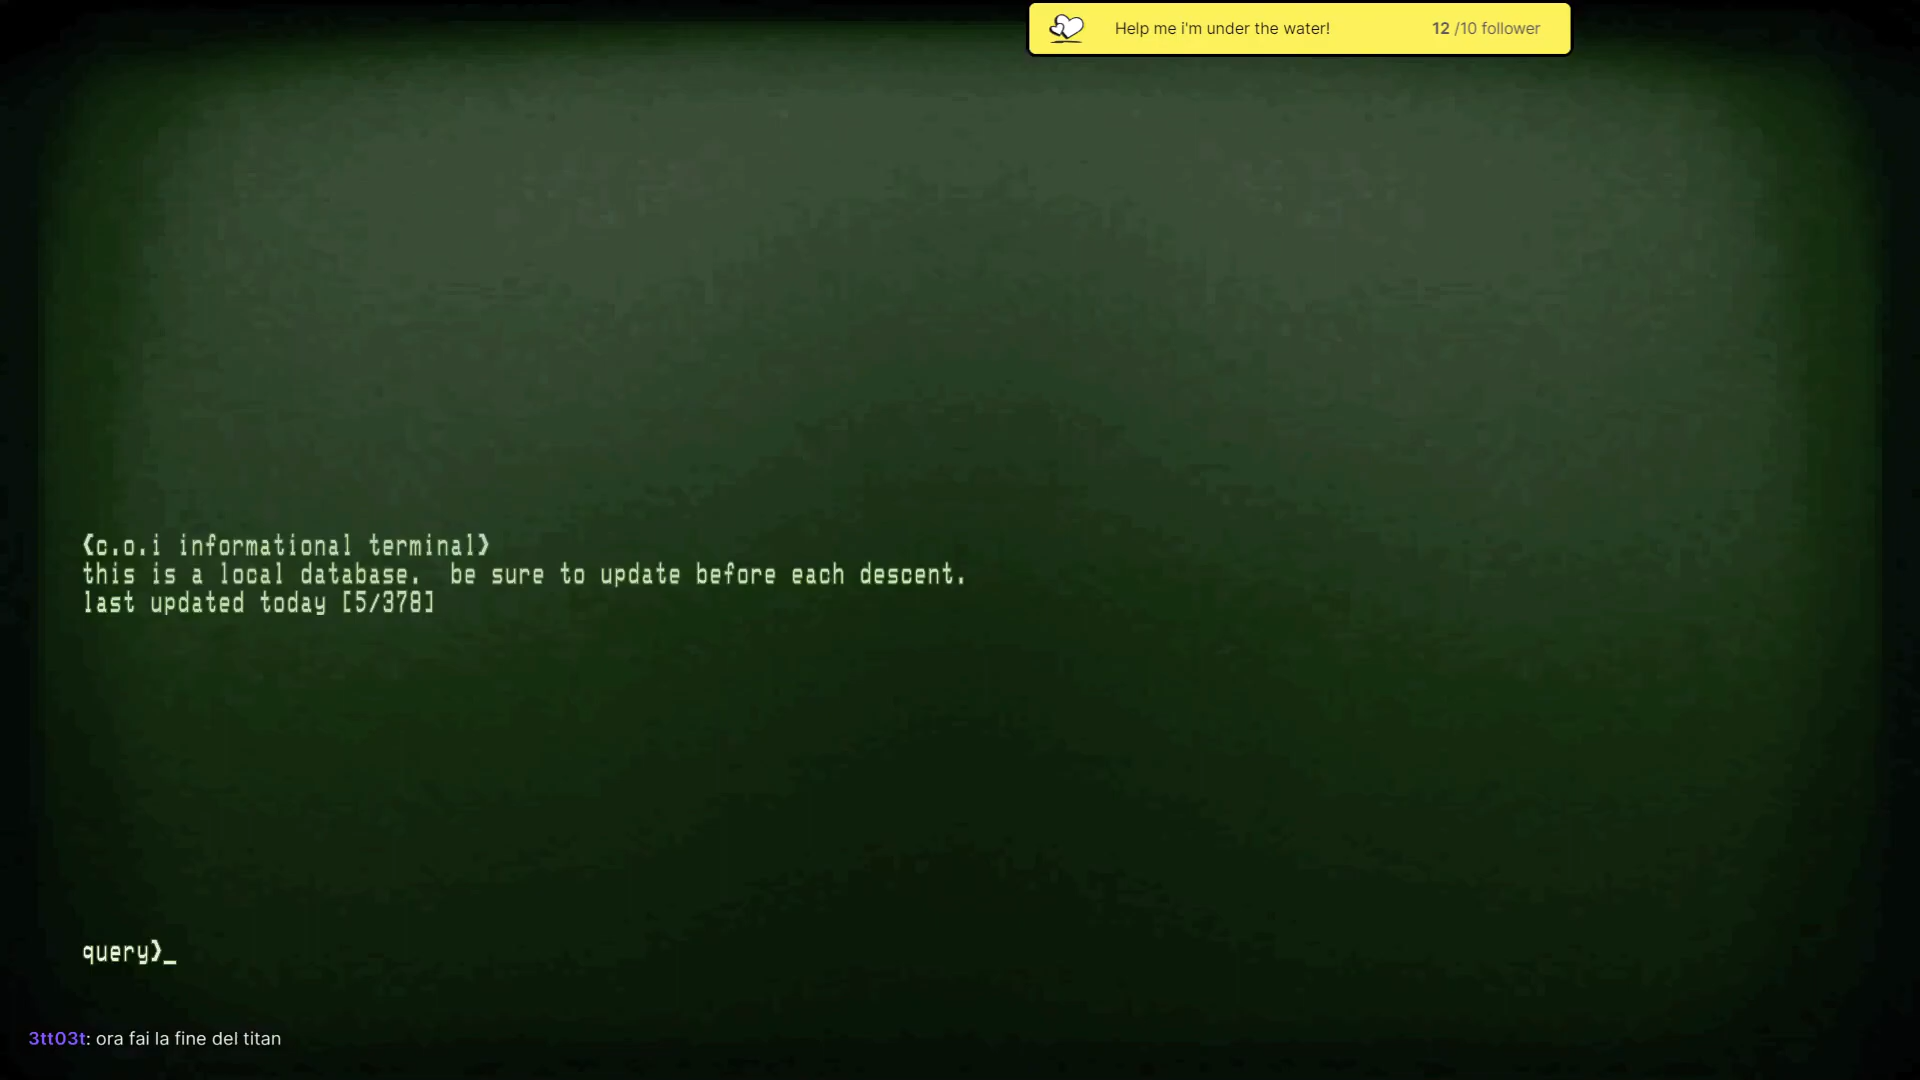 Help me i'm under the water! 12 /10 follower
{c.o.i informational terminal}
this is a local database.  be sure to update before each descent.
last updated today [5/378]
query}_
3tt03t: ora fai la fine del titan